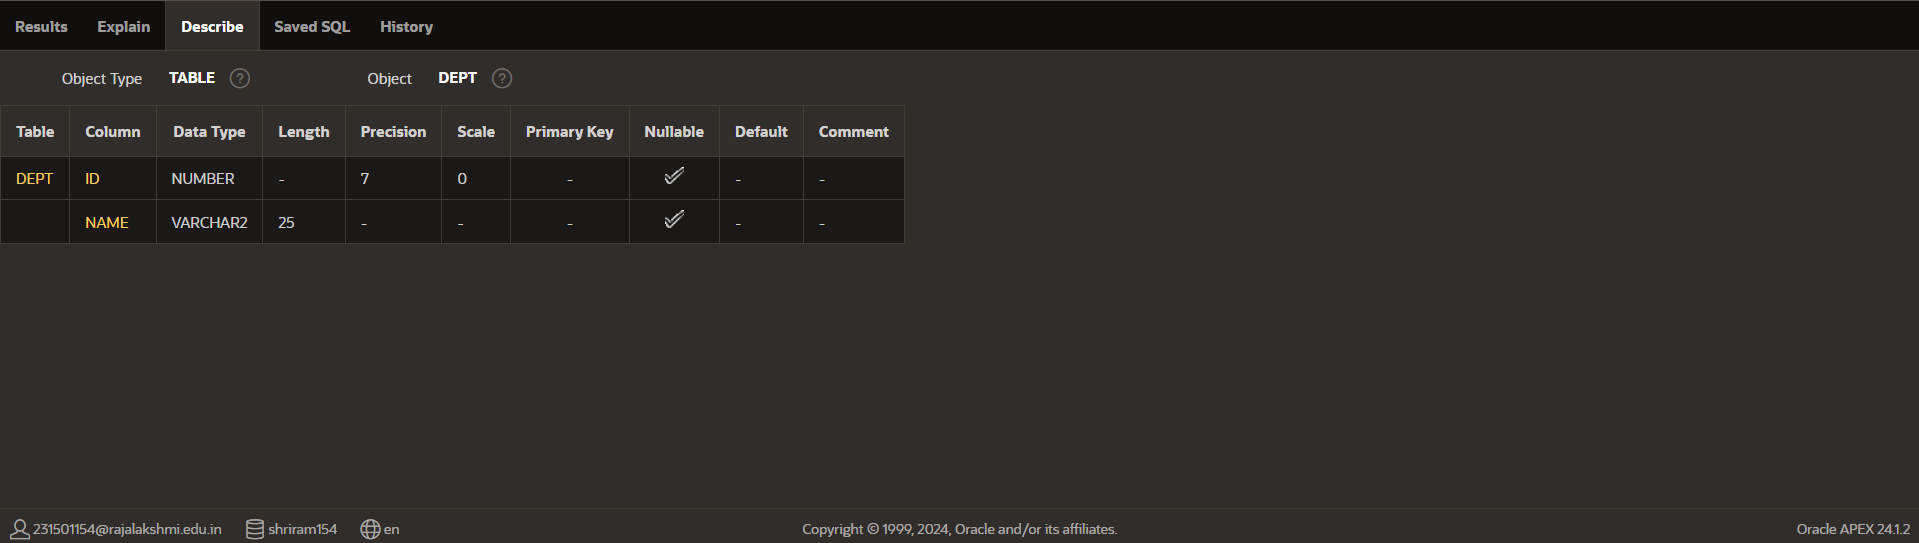 Results Explain Describe Saved SQL History
Object Type TABLE ? Object DEPT ?
Table Column Data Type Length Precision Scale Primary Key Nullable Default Comment
DEPT ID NUMBER - 7 0 - - -
NAME VARCHAR2 25 - - - - -
231501154@rajalakshmi.edu.in shriram154 en Copyright © 1999, 2024, Oracle and/or its affiliates. Oracle APEX 24.1.2